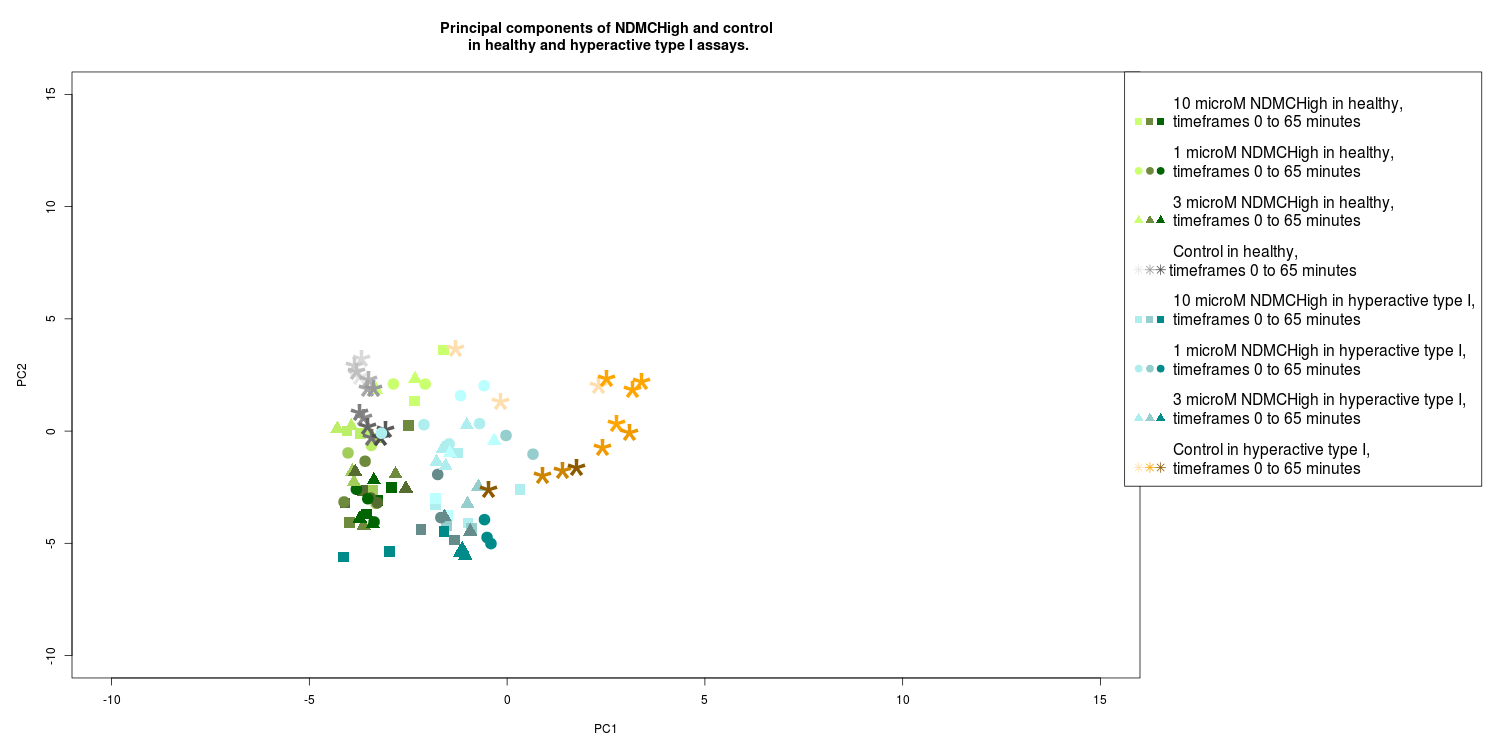 Principal components of NDMCHigh and control
in healthy and hyperactive type I assays.
15
10
5
0
-5
-10
PC2
-10
-5
0
5
10
15
PC1
10 microM NDMCHigh in healthy,
timeframes 0 to 65 minutes
1 microM NDMCHigh in healthy,
timeframes 0 to 65 minutes
3 microM NDMCHigh in healthy,
timeframes 0 to 65 minutes
Control in healthy,
timeframes 0 to 65 minutes
10 microM NDMCHigh in hyperactive type I,
timeframes 0 to 65 minutes
1 microM NDMCHigh in hyperactive type I,
timeframes 0 to 65 minutes
3 microM NDMCHigh in hyperactive type I,
timeframes 0 to 65 minutes
Control in hyperactive type I,
timeframes 0 to 65 minutes